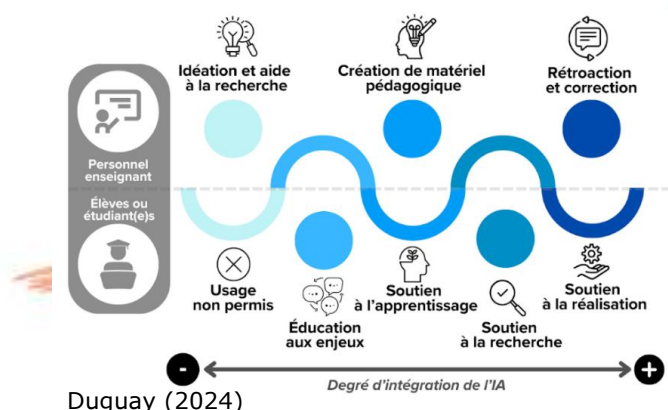 Idéation et aide
à la recherche
Création de matériel
pédagogique
Rétroaction
et correction
Personnel
enseignant
Élèves ou
étudiant(e)s
Usage
non permis
Éducation
aux enjeux
Soutien
à l'apprentissage
Soutien
à la recherche
Soutien
à la réalisation
-
+
Degré d'intégration de l'IA
Duguay (2024)